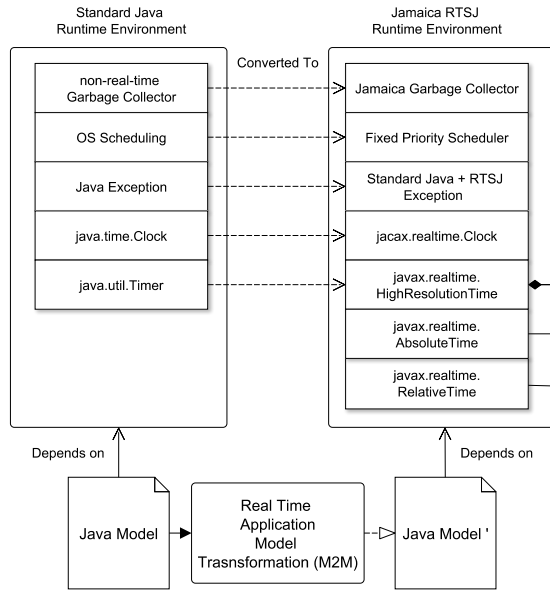 Standard Java
Runtime Environment
Jamaica RTSJ
Runtime Environment
Converted To
non-real-time
Garbage Collector
Jamaica Garbage Collector
OS Scheduling
Fixed Priority Scheduler
Java Exception
Standard Java + RTSJ
Exception
java.time.Clock
jacax.realtime.Clock
java.util.Timer
javax.realtime.
HighResolutionTime
javax.realtime.
AbsoluteTime
javax.realtime.
RelativeTime
Depends on
Depends on
Java Model
Real Time
Application
Model
Trasnsformation (M2M)
Java Model '